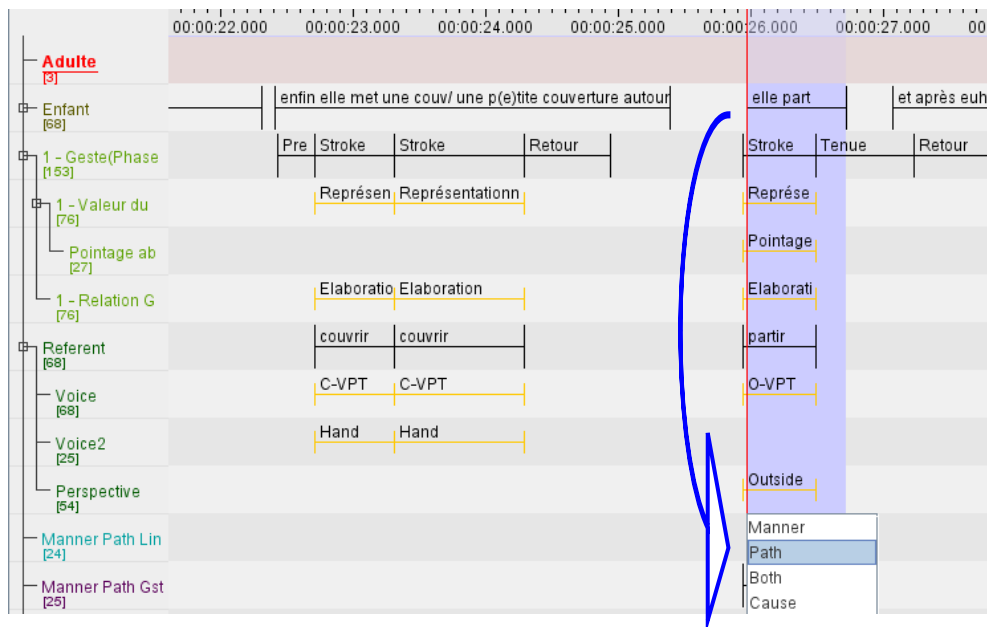 00:00:22.000 00:00:23.000 00:00:24.000 00:00:25.000 00:00:26.000 00:00:27.000 00
Adulte
[3]
Enfant enfin elle met une couv/ une p(e)tite couverture autour elle part et après euh
[68]
1 - Geste(Phase Pre Stroke Stroke Retour Stroke Tenue Retour
[153]
1 - Valeur du Représen Représentationn Représe
[76]
Pointage ab Pointage
[27]
1 - Relation G Elaboratio Elaboration Elaborati
[76]
Referent couvrir couvrir partir
[68]
Voice C-VPT C-VPT O-VPT
[68]
Voice2 Hand Hand
[25]
Perspective Outside
[54]
Manner Path Lin Manner
[24]
Path
Manner Path Gst Both
[25]
Cause